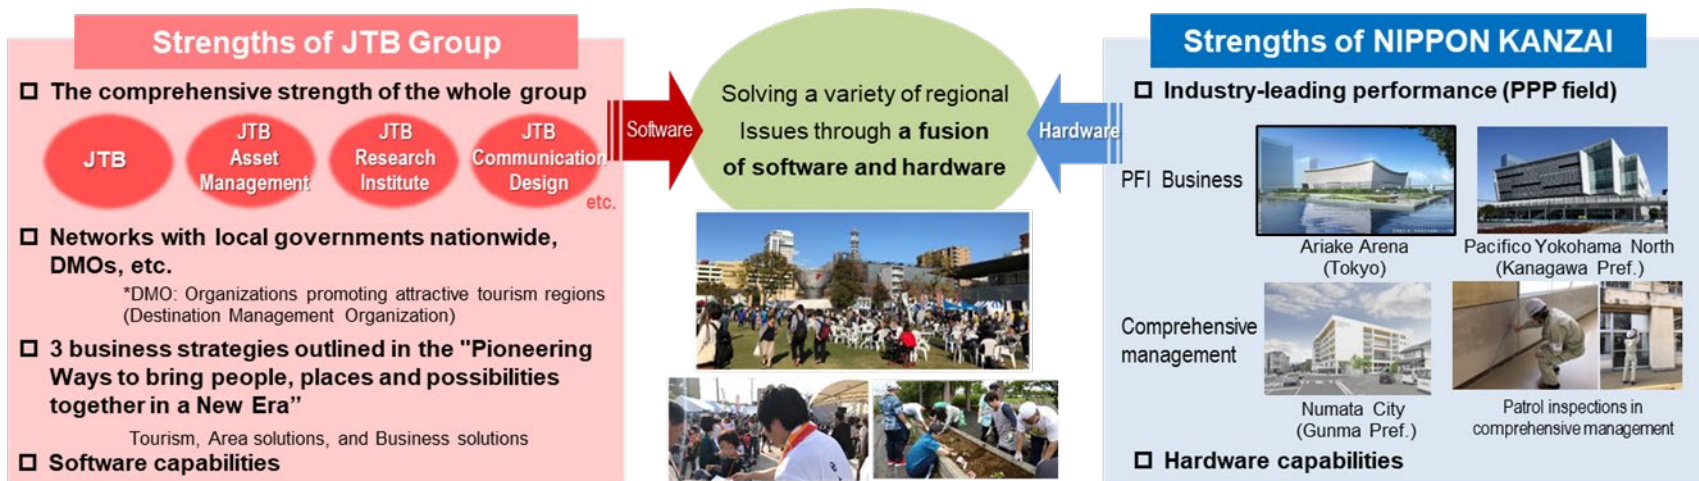 Strengths of JTB Group
□ The comprehensive strength of the whole group
JTB
JTB
Asset
Management
JTB
Research
Institute
JTB
Communication
Design
etc.
□ Networks with local governments nationwide,
DMOs, etc.
*DMO: Organizations promoting attractive tourism regions
(Destination Management Organization)
□ 3 business strategies outlined in the "Pioneering
Ways to bring people, places and possibilities
together in a New Era”
Tourism, Area solutions, and Business solutions
□ Software capabilities
Software
Solving a variety of regional
Issues through a fusion
of software and hardware
Hardware
Strengths of NIPPON KANZAI
□ Industry-leading performance (PPP field)
PFI Business
Ariake Arena
(Tokyo)
Pacifico Yokohama North
(Kanagawa Pref.)
Comprehensive
management
Numata City
(Gunma Pref.)
Patrol inspections in
comprehensive management
□ Hardware capabilities